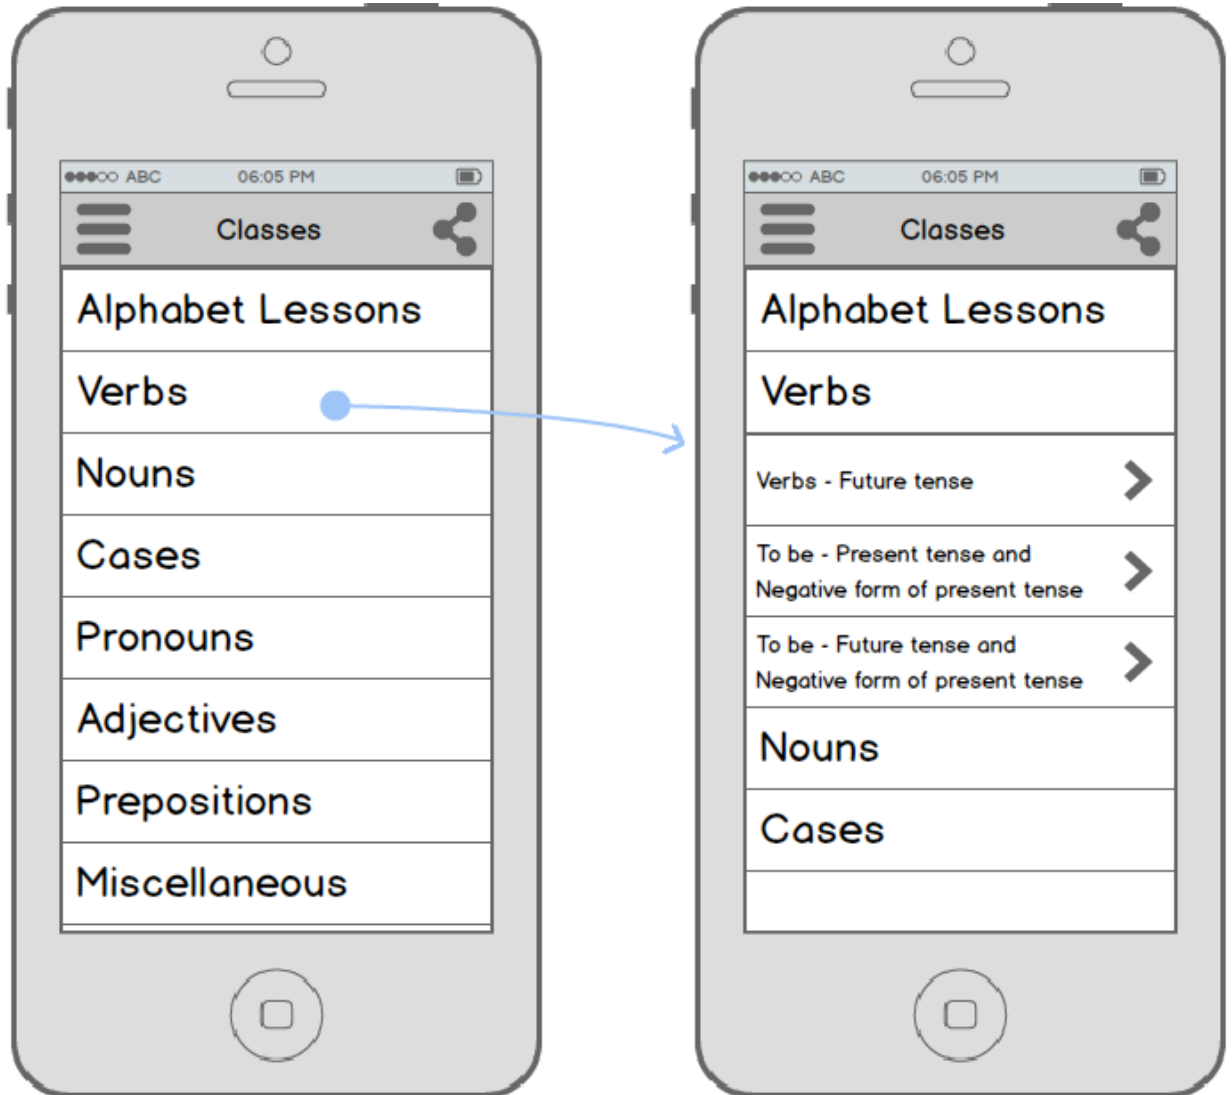 ABC 06:05 PM
Classes
Alphabet Lessons
Verbs
Nouns
Cases
Pronouns
Adjectives
Prepositions
Miscellaneous
ABC 06:05 PM
Classes
Alphabet Lessons
Verbs
Verbs - Future tense
To be - Present tense and
Negative form of present tense
To be - Future tense and
Negative form of present tense
Nouns
Cases